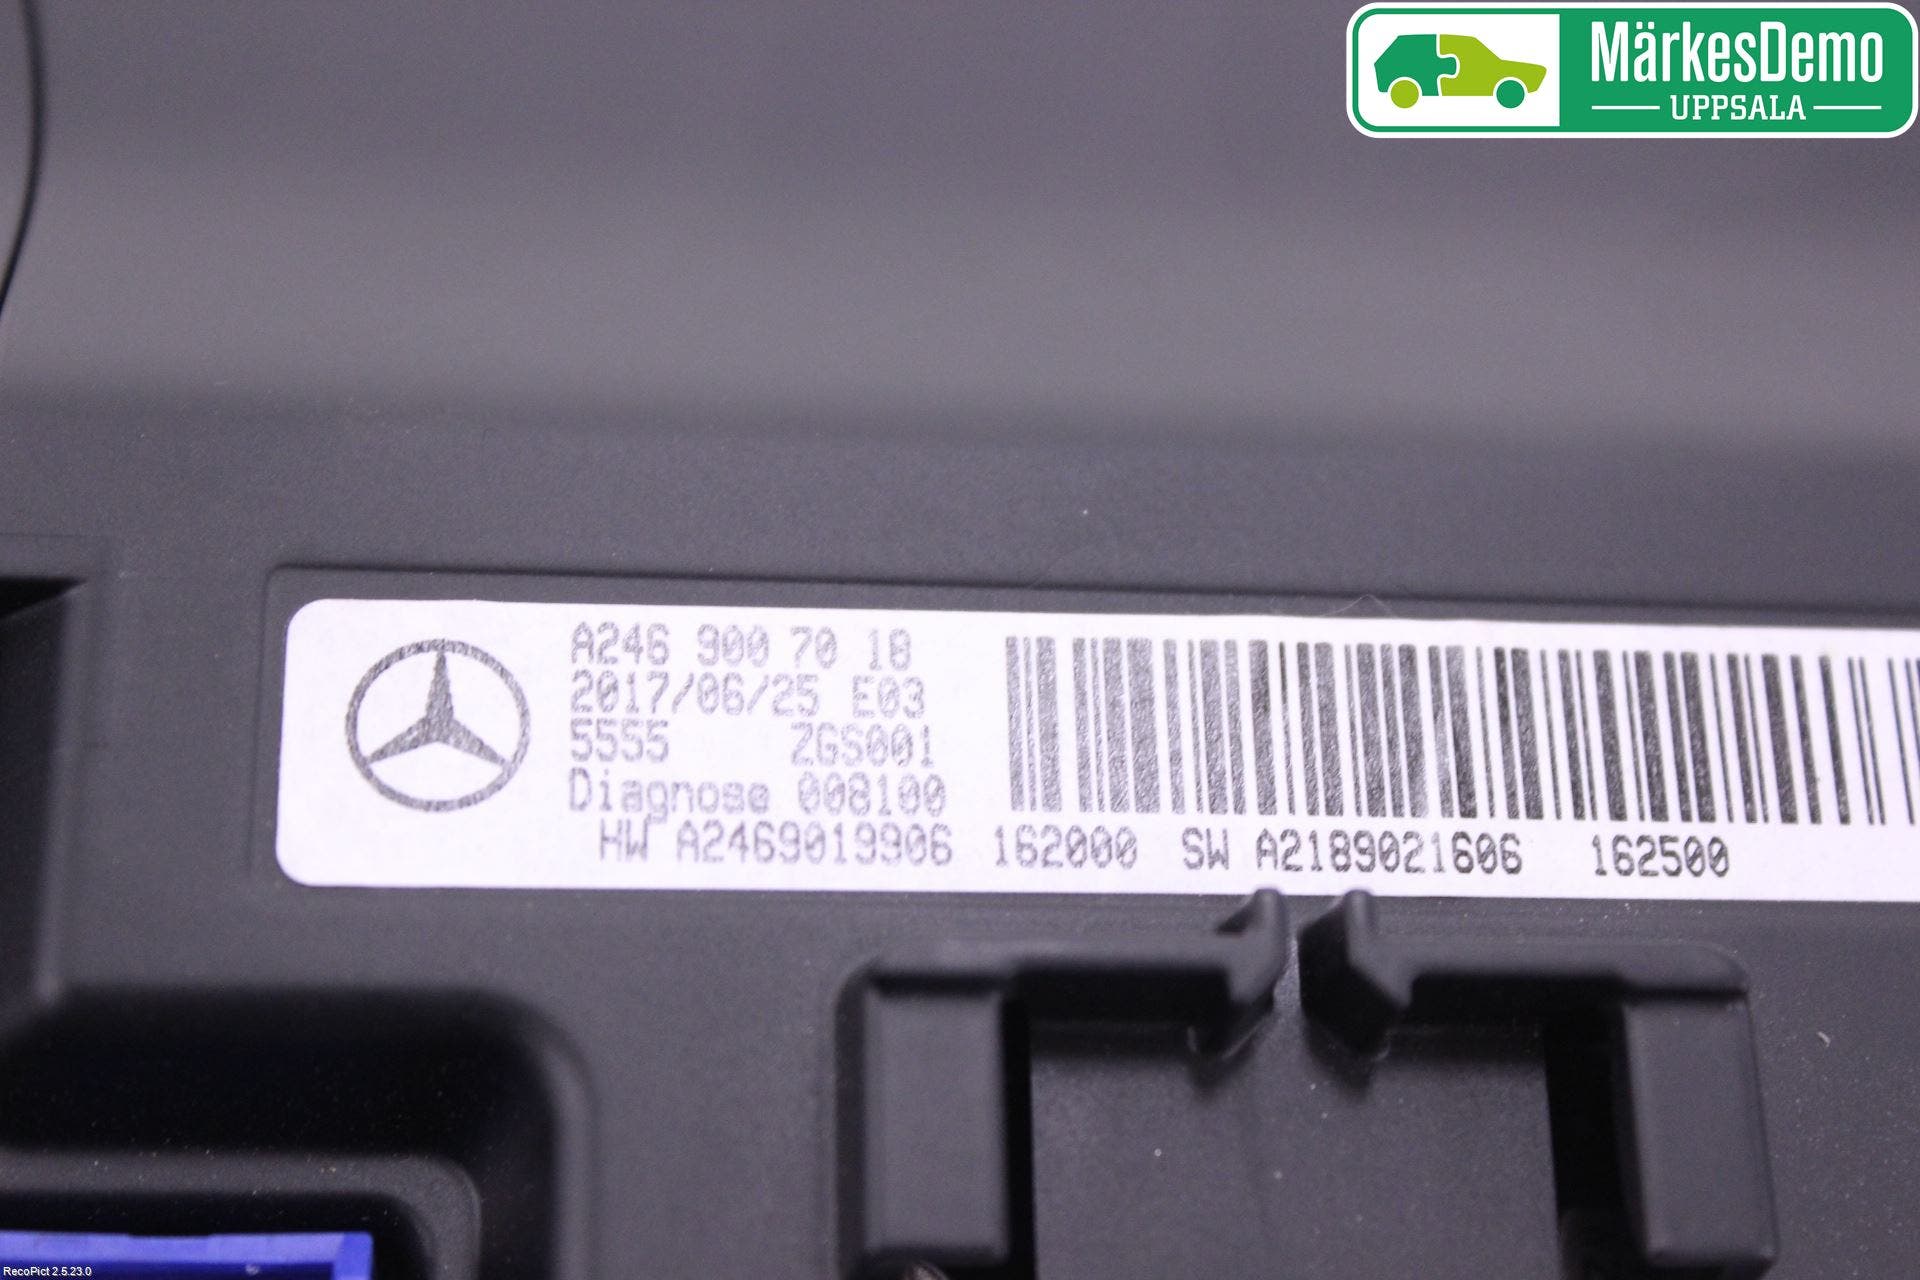 MärkesDemo
UPPSALA
A246 900 70 18
2017/06/25 E03
5555 ZGS001
Diagnose 008100
HW A2469019906 162000 SW A2189021606 162500
RecoPict 2.5.23.0